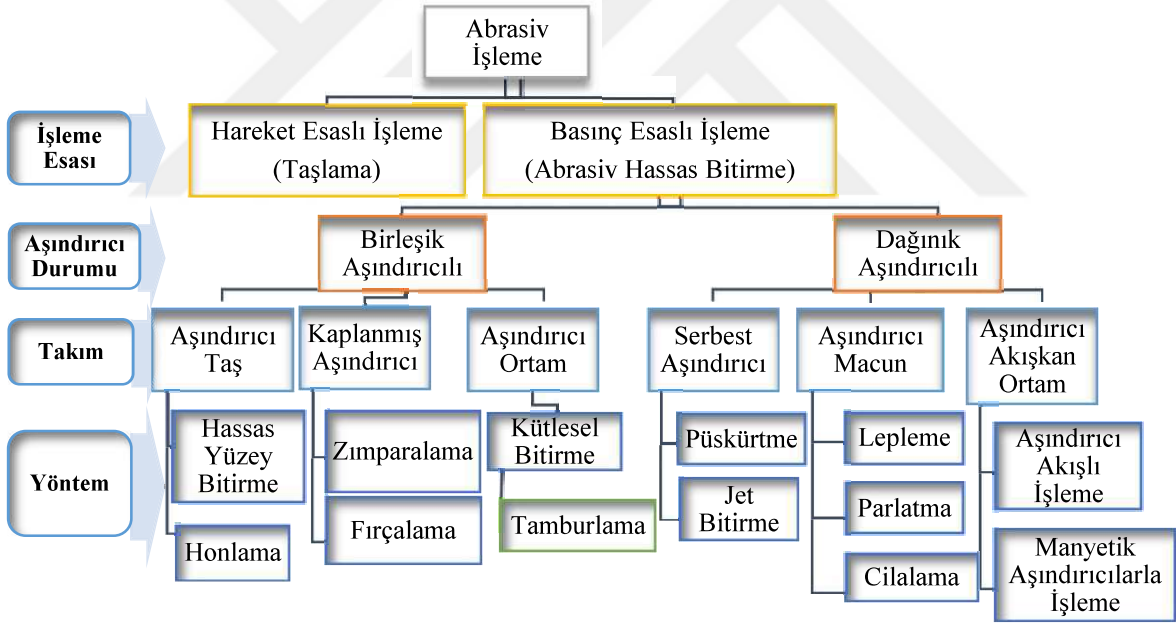 Abrasiv
İşleme
İşleme
Esası
Hareket Esaslı İşleme
(Taşlama)
Basınç Esaslı İşleme
(Abrasiv Hassas Bitirme)
Aşındırıcı
Durumu
Birleşik
Aşındırıcılı
Dağınık
Aşındırıcılı
Takım
Aşındırıcı
Taş
Kaplanmış
Aşındırıcı
Aşındırıcı
Ortam
Serbest
Aşındırıcı
Aşındırıcı
Macun
Aşındırıcı
Akışkan
Ortam
Yöntem
Hassas
Yüzey
Bitirme
Honlama
Zımparalama
Fırçalama
Kütlesel
Bitirme
Tamburlama
Püskürtme
Jet
Bitirme
Lepleme
Parlatma
Cilalama
Aşındırıcı
Akışlı
İşleme
Manyetik
Aşındırıcılarla
İşleme